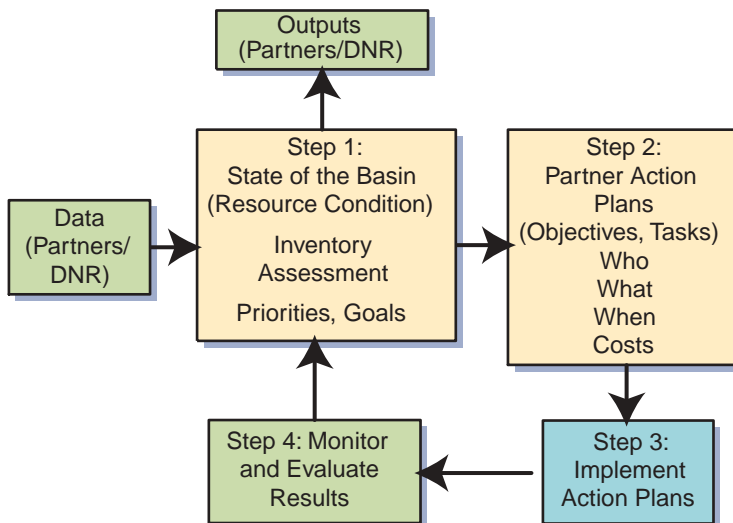 Outputs
(Partners/DNR)
Step 1:
State of the Basin
(Resource Condition)
Inventory
Assessment
Priorities, Goals
Step 2:
Partner Action
Plans
(Objectives, Tasks)
Who
What
When
Costs
Data
(Partners/
DNR)
Step 4: Monitor
and Evaluate
Results
Step 3:
Implement
Action Plans